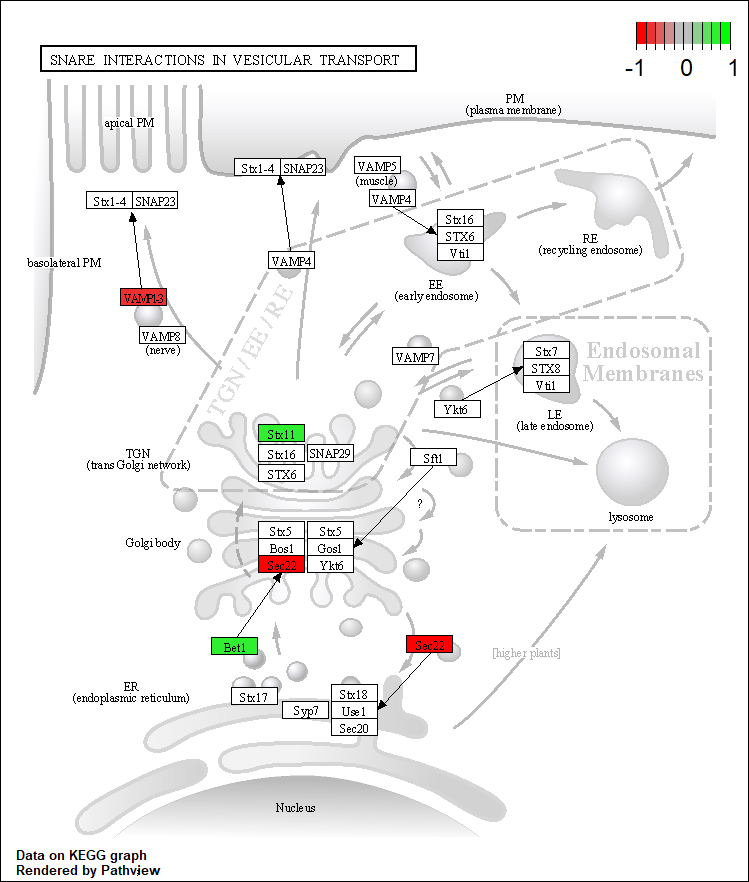 SNARE INTERACTIONS IN VESICULAR TRANSPORT
-1 0 1
PM
(plasma membrane)
apical PM
Stx1-4 SNAP23
VAMP5
(muscle)
VAMP4
Stx1-4 SNAP23
Stx16
STX6
Vti1
RE
(recycling endosome)
basolateral PM
VAMP4
EE
(early endosome)
VAMP1-3
VAMP8
(nerve)
TGN/EE/RE
VAMP7
Stx7
STX8
Vti1
Endosomal
Membranes
Ykt6
LE
(late endosome)
Stx11
Stx16 SNAP29
STX6
TGN
(trans Golgi network)
Sft1
lysosome
?
Golgi body
Stx5 Stx5
Bos1 Gos1
Sec22 Ykt6
Bet1
Sec22
[higher plants]
ER
(endoplasmic reticulum)
Stx17
Syp7
Stx18
Use1
Sec20
Nucleus
Data on KEGG graph
Rendered by Pathview